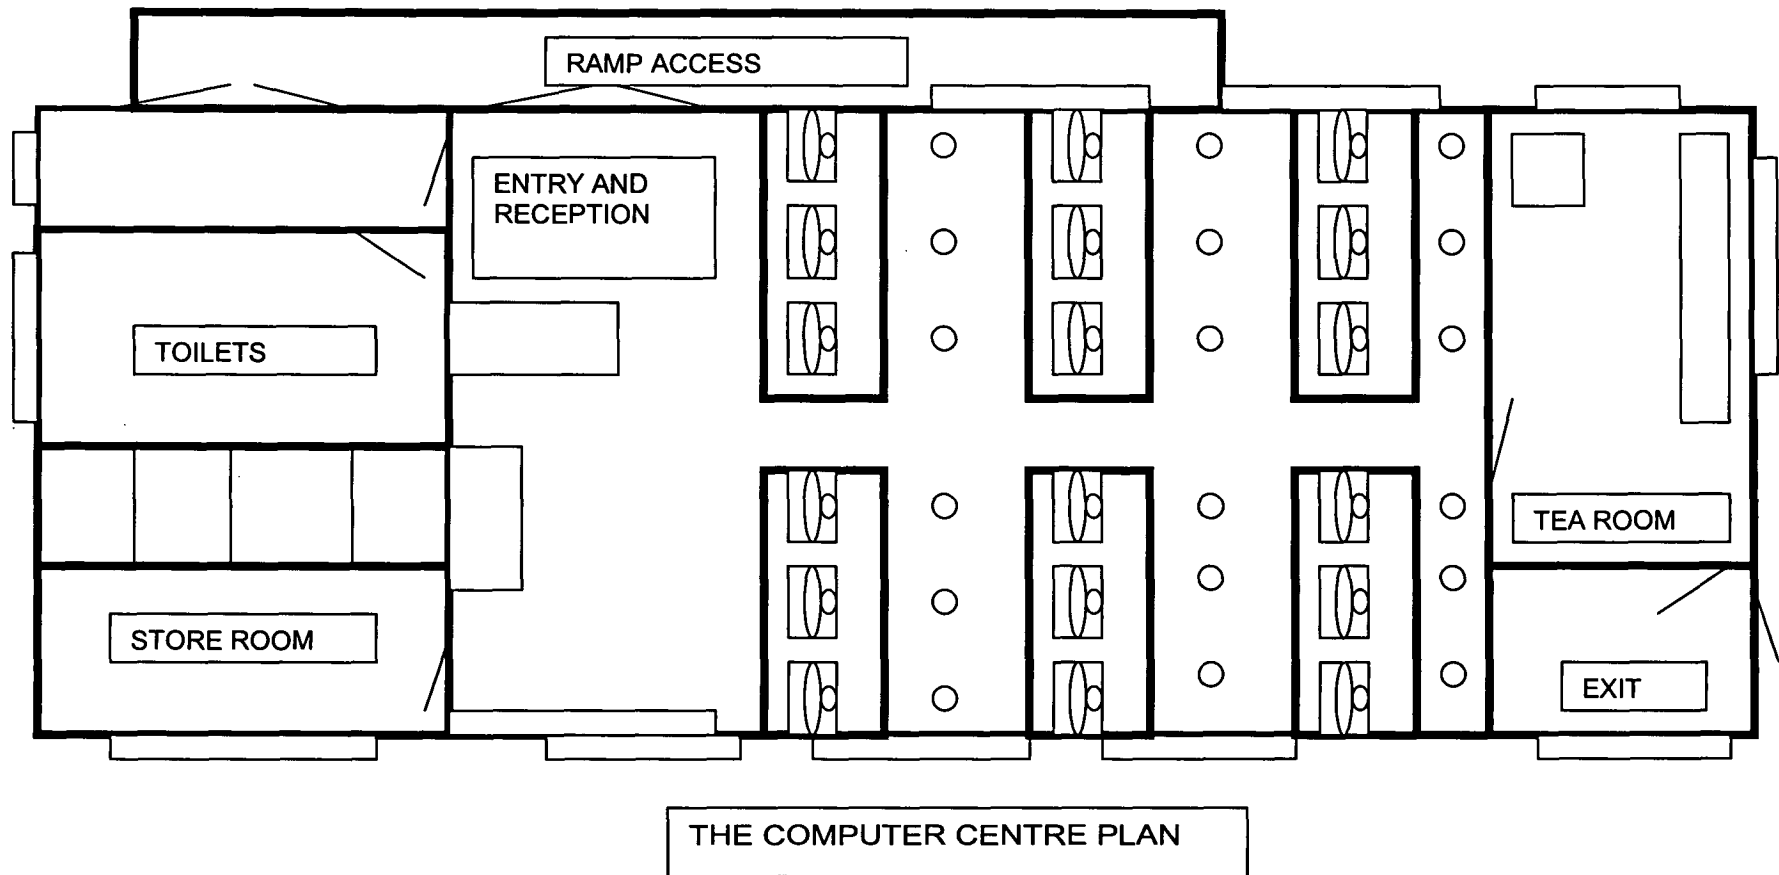 RAMP ACCESS
ENTRY AND
RECEPTION
TOILETS
TEA ROOM
STORE ROOM
EXIT
THE COMPUTER CENTRE PLAN